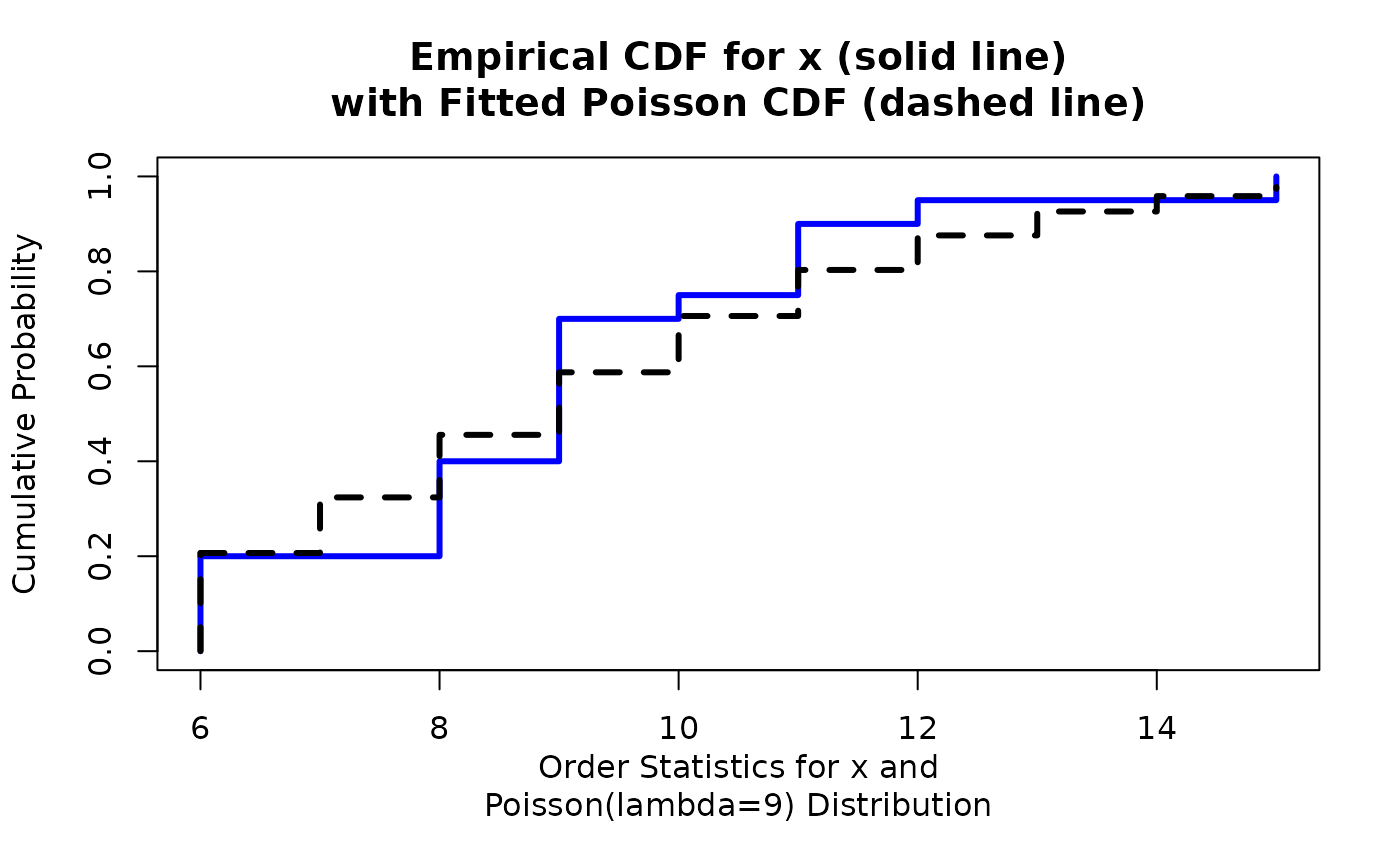 Empirical CDF for x (solid line)
with Fitted Poisson CDF (dashed line)
Cumulative Probability
1.0
0.8
0.6
0.4
0.2
0.0
6 8 10 12 14
Order Statistics for x and
Poisson(lambda=9) Distribution